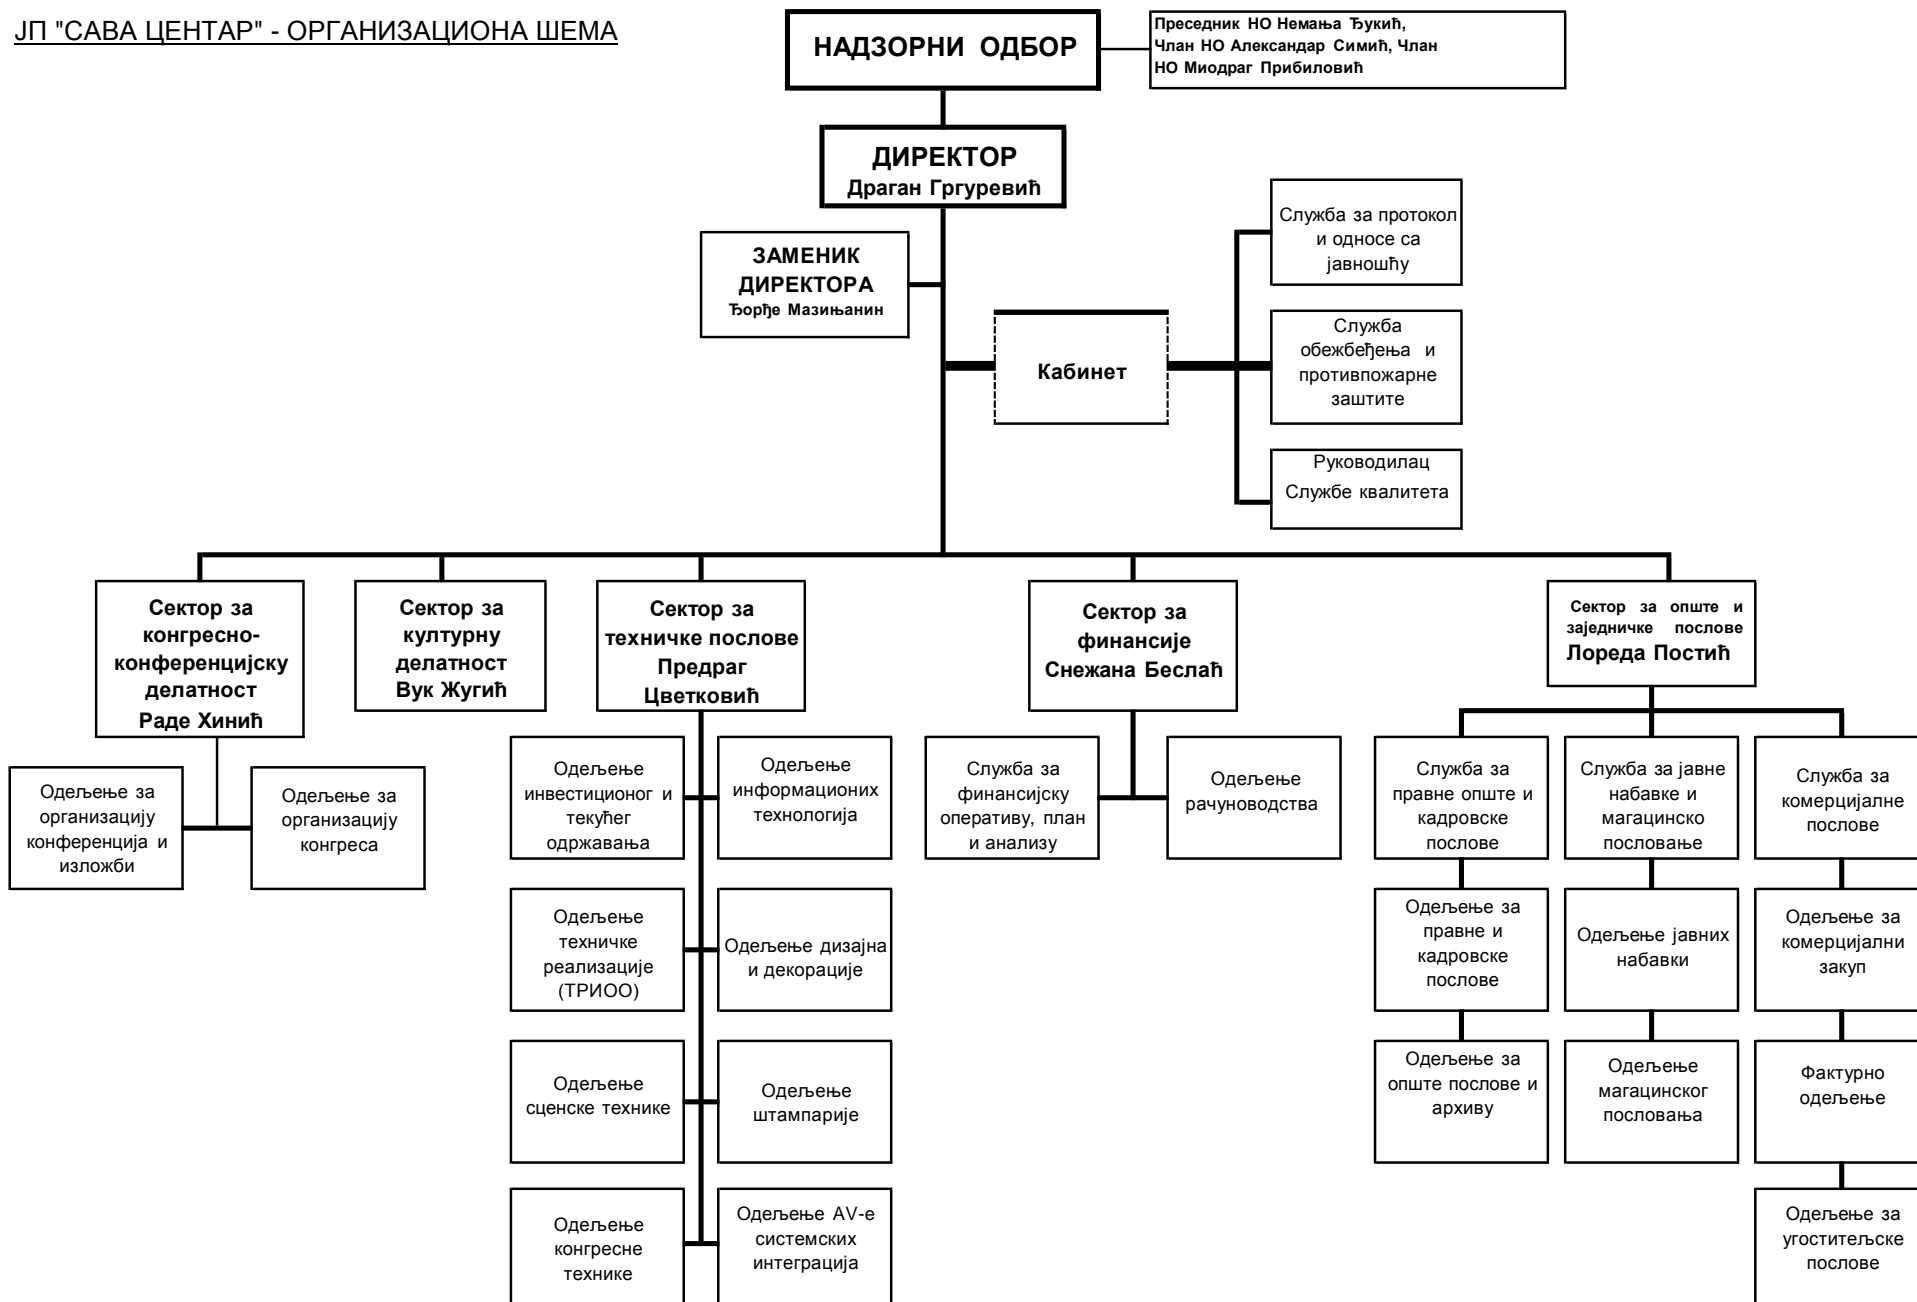 ЈП "САВА ЦЕНТАР" - ОРГАНИЗАЦИОНА ШЕМА
НАДЗОРНИ ОДБОР
Преседник НО Немања Ђукић,
Члан НО Александар Симић, Члан
НО Миодраг Прибиловић
ДИРЕКТОР
Драган Гргуревић
ЗАМЕНИК
ДИРЕКТОРА
Ђорђе Мазињанин
Кабинет
Служба за протокол
и односе са
јавношћу
Служба
обежбеђења и
противпожарне
заштите
Руководилац
Службе квалитета
Сектор за
конгресно-
конференцијску
делатност
Раде Хинић
Сектор за
културну
делатност
Вук Жугић
Сектор за
техничке послове
Предраг
Цветковић
Сектор за
финансије
Снежана Беслаћ
Сектор за опште и
заједничке послове
Лореда Постић
Одељење за
организацију
конференција и
изложби
Одељење за
организацију
конгреса
Одељење
инвестиционог и
текућег
одржавања
Одељење
информационих
технологија
Одељење
техничке
реализације
(ТРИОО)
Одељење дизајна
и декорације
Одељење
сценске технике
Одељење
штампарије
Одељење
конгресне
технике
Одељење AV-е
системских
интеграција
Служба за
финансијску
оперативу, план
и анализу
Одељење
рачуноводства
Служба за
правне опште и
кадровске
послове
Служба за јавне
набавке и
магацинско
пословање
Служба за
комерцијалне
послове
Одељење за
правне и
кадровске
послове
Одељење јавних
набавки
Одељење за
комерцијални
закуп
Одељење за
опште послове и
архиву
Одељење
магацинског
пословања
Фактурно
одељење
Одељење за
угоститељске
послове